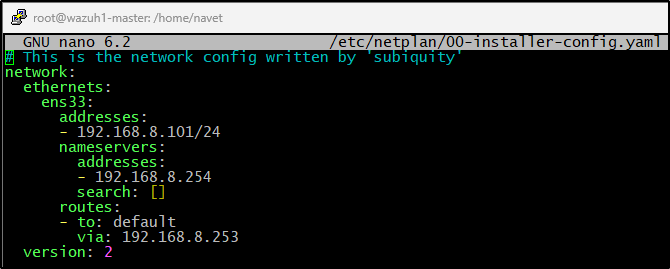 root@wazuh1-master: /home/navet
GNU nano 6.2 /etc/netplan/00-installer-config.yaml
# This is the network config written by 'subiquity'
network:
  ethernets:
    ens33:
      addresses:
      - 192.168.8.101/24
      nameservers:
        addresses:
        - 192.168.8.254
        search: []
      routes:
      - to: default
        via: 192.168.8.253
  version: 2